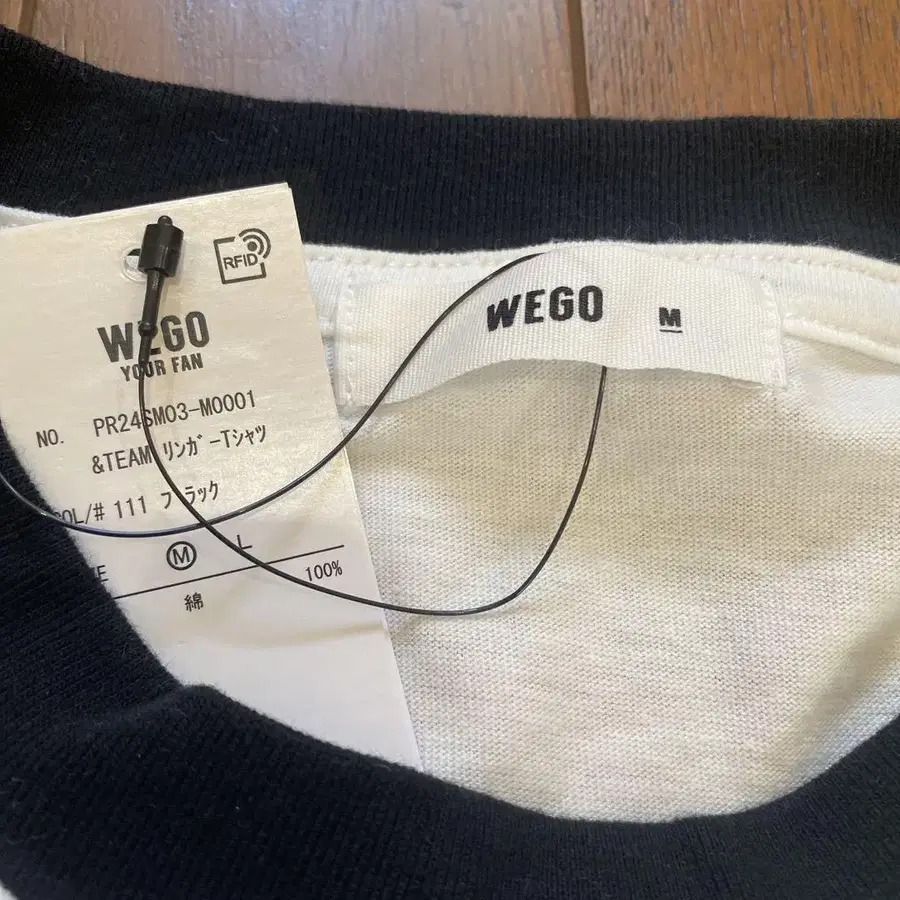 RFID
WEGO
YOUR FAN
NO. PR24SM03-M0001
&TEAM リンガーTシャツ
COL/# 111 ブラック
M L
綿 100%
WEGO M